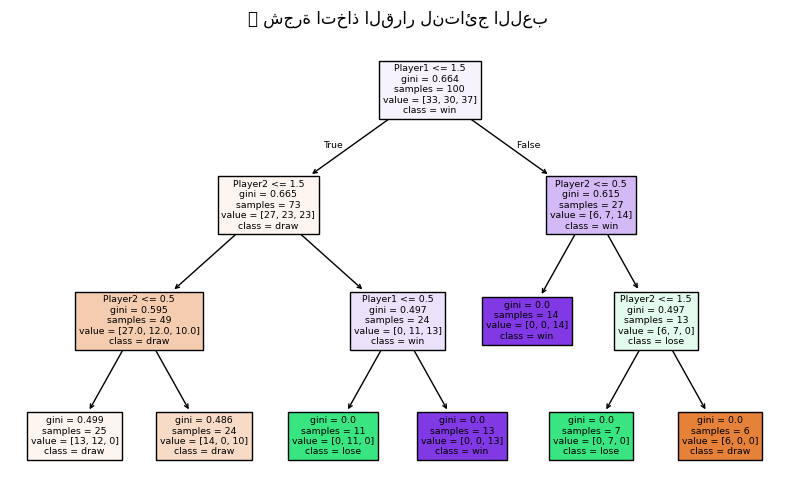 شجرة اتخاذ القرار لنتائج اللعب
Player1 <= 1.5
gini = 0.664
samples = 100
value = [33, 30, 37]
class = win
True
False
Player2 <= 1.5
gini = 0.665
samples = 73
value = [27, 23, 23]
class = draw
Player2 <= 0.5
gini = 0.615
samples = 27
value = [6, 7, 14]
class = win
Player2 <= 0.5
gini = 0.595
samples = 49
value = [27.0, 12.0, 10.0]
class = draw
Player1 <= 0.5
gini = 0.497
samples = 24
value = [0, 11, 13]
class = win
gini = 0.0
samples = 14
value = [0, 0, 14]
class = win
Player2 <= 1.5
gini = 0.497
samples = 13
value = [6, 7, 0]
class = lose
gini = 0.499
samples = 25
value = [13, 12, 0]
class = draw
gini = 0.486
samples = 24
value = [14, 0, 10]
class = draw
gini = 0.0
samples = 11
value = [0, 11, 0]
class = lose
gini = 0.0
samples = 13
value = [0, 0, 13]
class = win
gini = 0.0
samples = 7
value = [0, 7, 0]
class = lose
gini = 0.0
samples = 6
value = [6, 0, 0]
class = draw